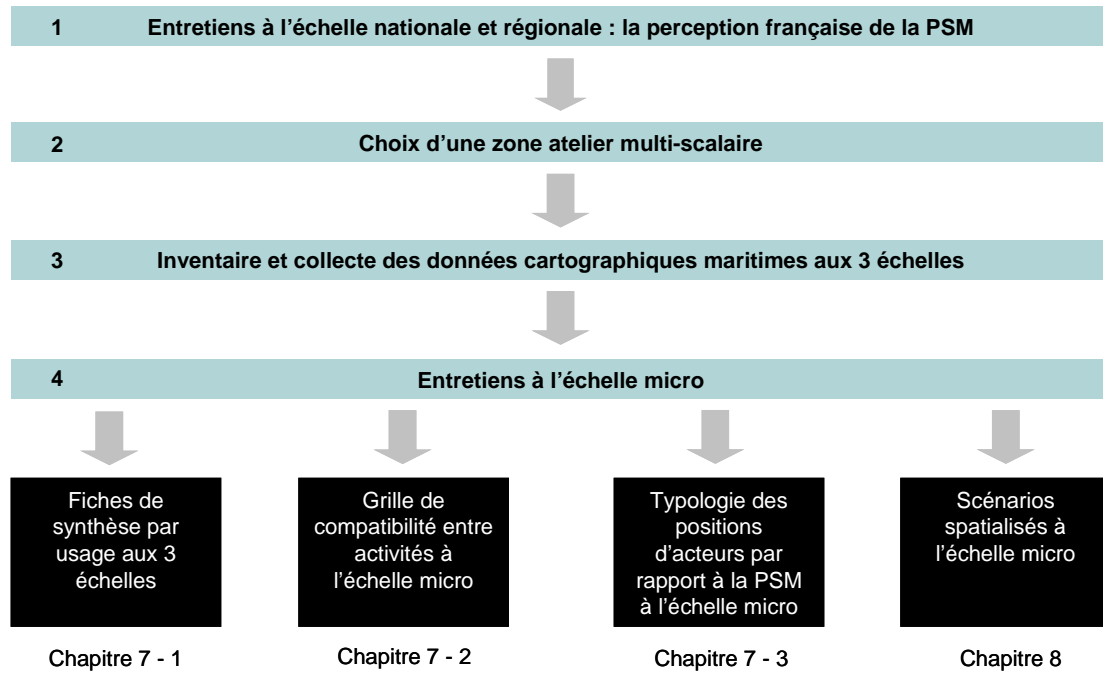 1 Entretiens à l'échelle nationale et régionale : la perception française de la PSM
2 Choix d'une zone atelier multi-scalaire
3 Inventaire et collecte des données cartographiques maritimes aux 3 échelles
4 Entretiens à l'échelle micro
Fiches de
synthèse par
usage aux 3
échelles
Grille de
compatibilité entre
activités à
l'échelle micro
Typologie des
positions
d'acteurs par
rapport à la PSM
à l'échelle micro
Scénarios
spatialisés à
l'échelle micro
Chapitre 7 - 1
Chapitre 7 - 2
Chapitre 7 - 3
Chapitre 8